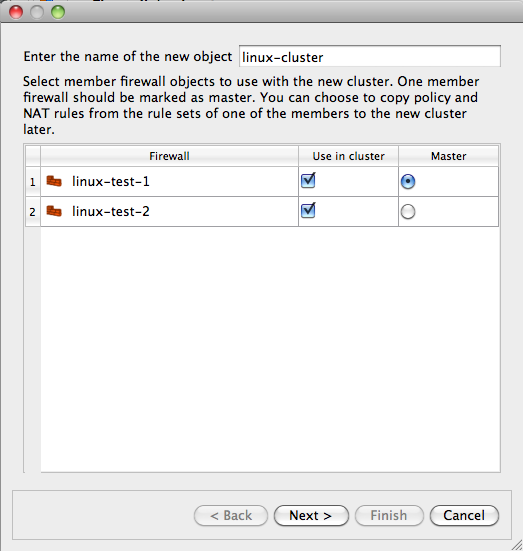 Enter the name of the new object linux-cluster
Select member firewall objects to use with the new cluster. One member
firewall should be marked as master. You can choose to copy policy and
NAT rules from the rule sets of one of the members to the new cluster
later.
Firewall Use in cluster Master
1 linux-test-1
2 linux-test-2
< Back Next > Finish Cancel